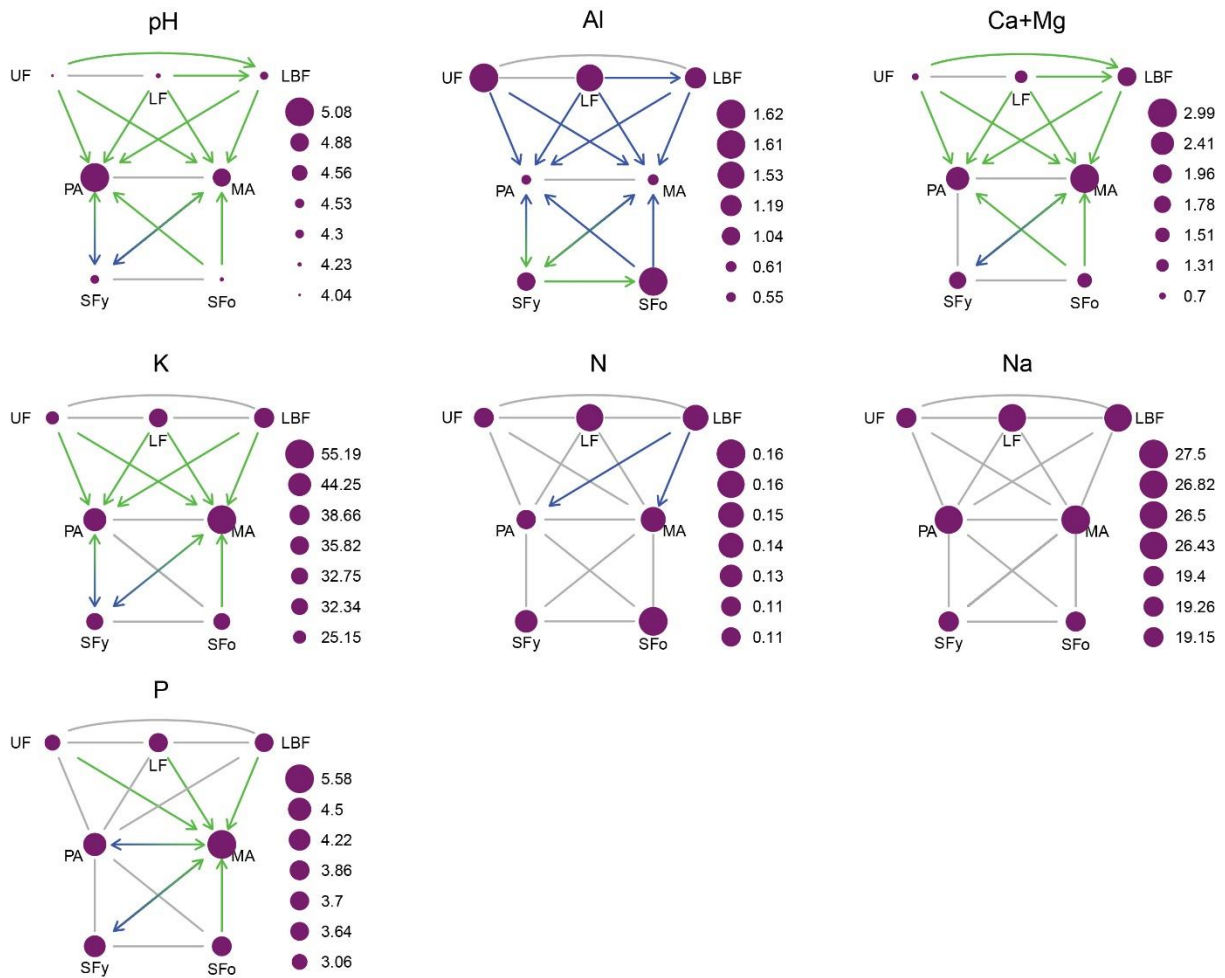 pH
UF
LF
LBF
PA
MA
SFy
SFo
5.08
4.88
4.56
4.53
4.3
4.23
4.04
Al
UF
LF
LBF
PA
MA
SFy
SFo
1.62
1.61
1.53
1.19
1.04
0.61
0.55
Ca+Mg
UF
LF
LBF
PA
MA
SFy
SFo
2.99
2.41
1.96
1.78
1.51
1.31
0.7
K
UF
LF
LBF
PA
MA
SFy
SFo
55.19
44.25
38.66
35.82
32.75
32.34
25.15
N
UF
LF
LBF
PA
MA
SFy
SFo
0.16
0.16
0.15
0.14
0.13
0.11
0.11
Na
UF
LF
LBF
PA
MA
SFy
SFo
27.5
26.82
26.5
26.43
19.4
19.26
19.15
P
UF
LF
LBF
PA
MA
SFy
SFo
5.58
4.5
4.22
3.86
3.7
3.64
3.06